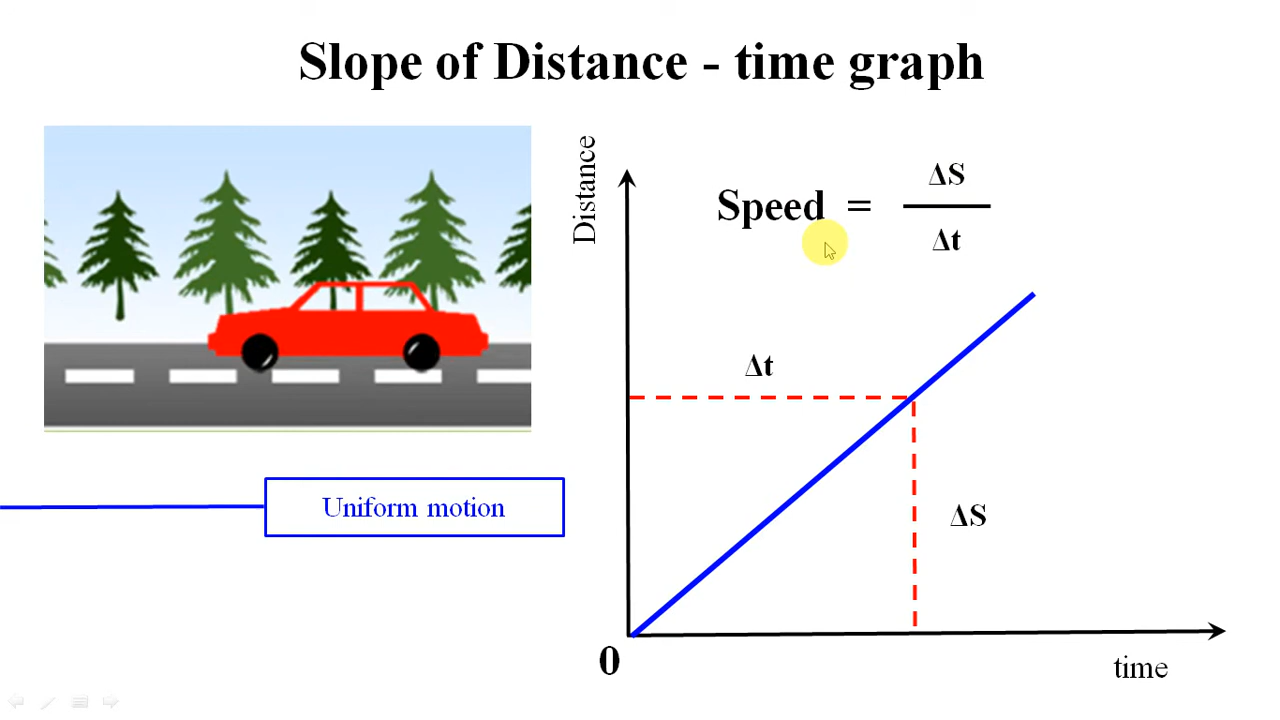 Slope of Distance - time graph
Distance
Speed = ΔS
Δt
Δt
Uniform motion
ΔS
0
time